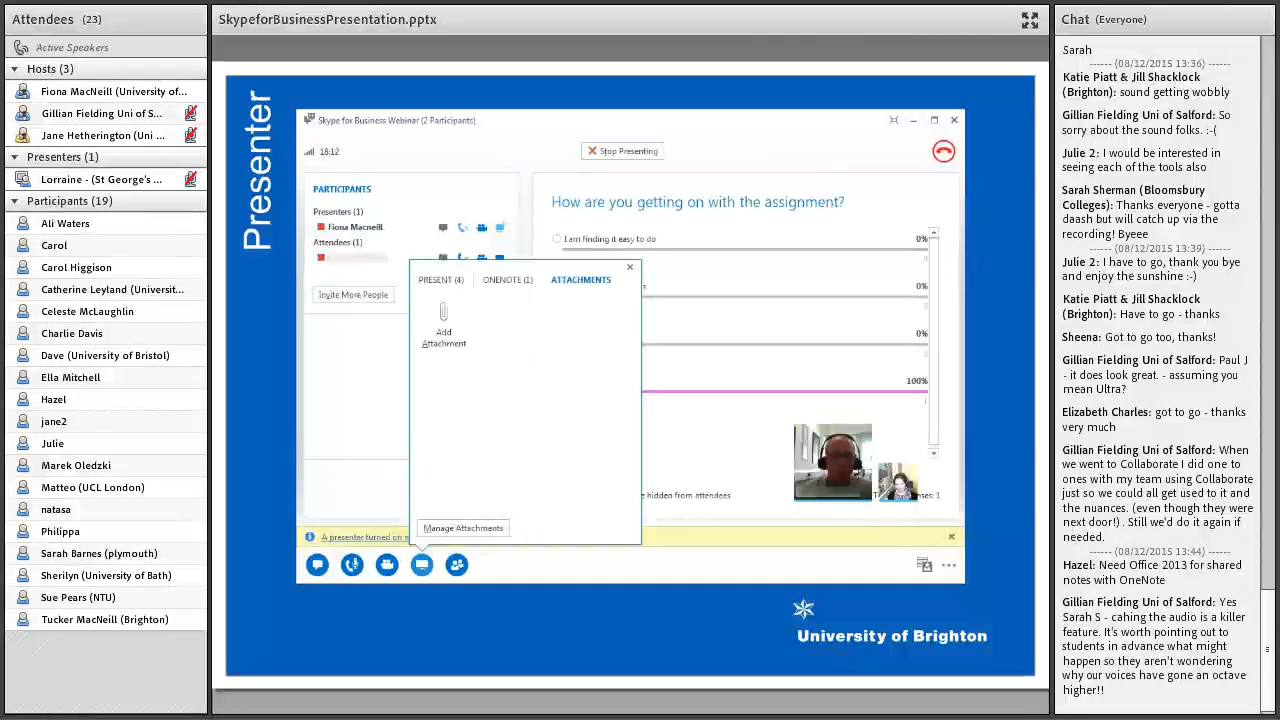 Attendees (23)
Active Speakers
Hosts (3)
Fiona MacNeill (University of...
Gillian Fielding Uni of S...
Jane Hetherington (Uni ...
Presenters (1)
Lorraine - (St George's ...
Participants (19)
Ali Waters
Carol
Carol Higgison
Catherine Leyland (Universit...
Celeste McLaughlin
Charlie Davis
Dave (University of Bristol)
Ella Mitchell
Hazel
jane2
Julie
Marek Oledzki
Matteo (UCL London)
natasa
Philippa
Sarah Barnes (plymouth)
Sherilyn (University of Bath)
Sue Pears (NTU)
Tucker MacNeill (Brighton)
SkypeforBusinessPresentation.pptx
Presenter
Skype for Business Webinar (2 Participants)
18:12
Stop Presenting
PARTICIPANTS
Presenters (1)
Fiona Macneill
Attendees (1)
Invite More People
How are you getting on with the assignment?
I am finding it easy to do
0%
0%
0%
100%
PRESENT (4)
ONENOTE (1)
ATTACHMENTS
Add
Attachment
Manage Attachments
e hidden from attendees
nses: 1
A presenter turned on
University of Brighton
Chat (Everyone)
Sarah
------ (08/12/2015 13:36) ------
Katie Piatt & Jill Shacklock
(Brighton): sound getting wobbly
Gillian Fielding Uni of Salford: So
sorry about the sound folks. :-(
Julie 2: I would be interested in
seeing each of the tools also
Sarah Sherman (Bloomsbury
Colleges): Thanks everyone - gotta
daash but will catch up via the
recording! Byeee
------ (08/12/2015 13:39) ------
Julie 2: I have to go, thank you bye
and enjoy the sunshine :-)
Katie Piatt & Jill Shacklock
(Brighton): Have to go - thanks
Sheena: Got to go too, thanks!
Gillian Fielding Uni of Salford: Paul J
- it does look great. - assuming you
mean Ultra?
Elizabeth Charles: got to go - thanks
very much
Gillian Fielding Uni of Salford: When
we went to Collaborate I did one to
ones with my team using Collaborate
just so we could all get used to it and
the nuances. (even though they were
next door!) . Still we'd do it again if
needed.
------ (08/12/2015 13:44) ------
Hazel: Need Office 2013 for shared
notes with OneNote
Gillian Fielding Uni of Salford: Yes
Sarah S - cahing the audio is a killer
feature. It's worth pointing out to
students in advance what might
happen so they aren't wondering
why our voices have gone an octave
higher!!